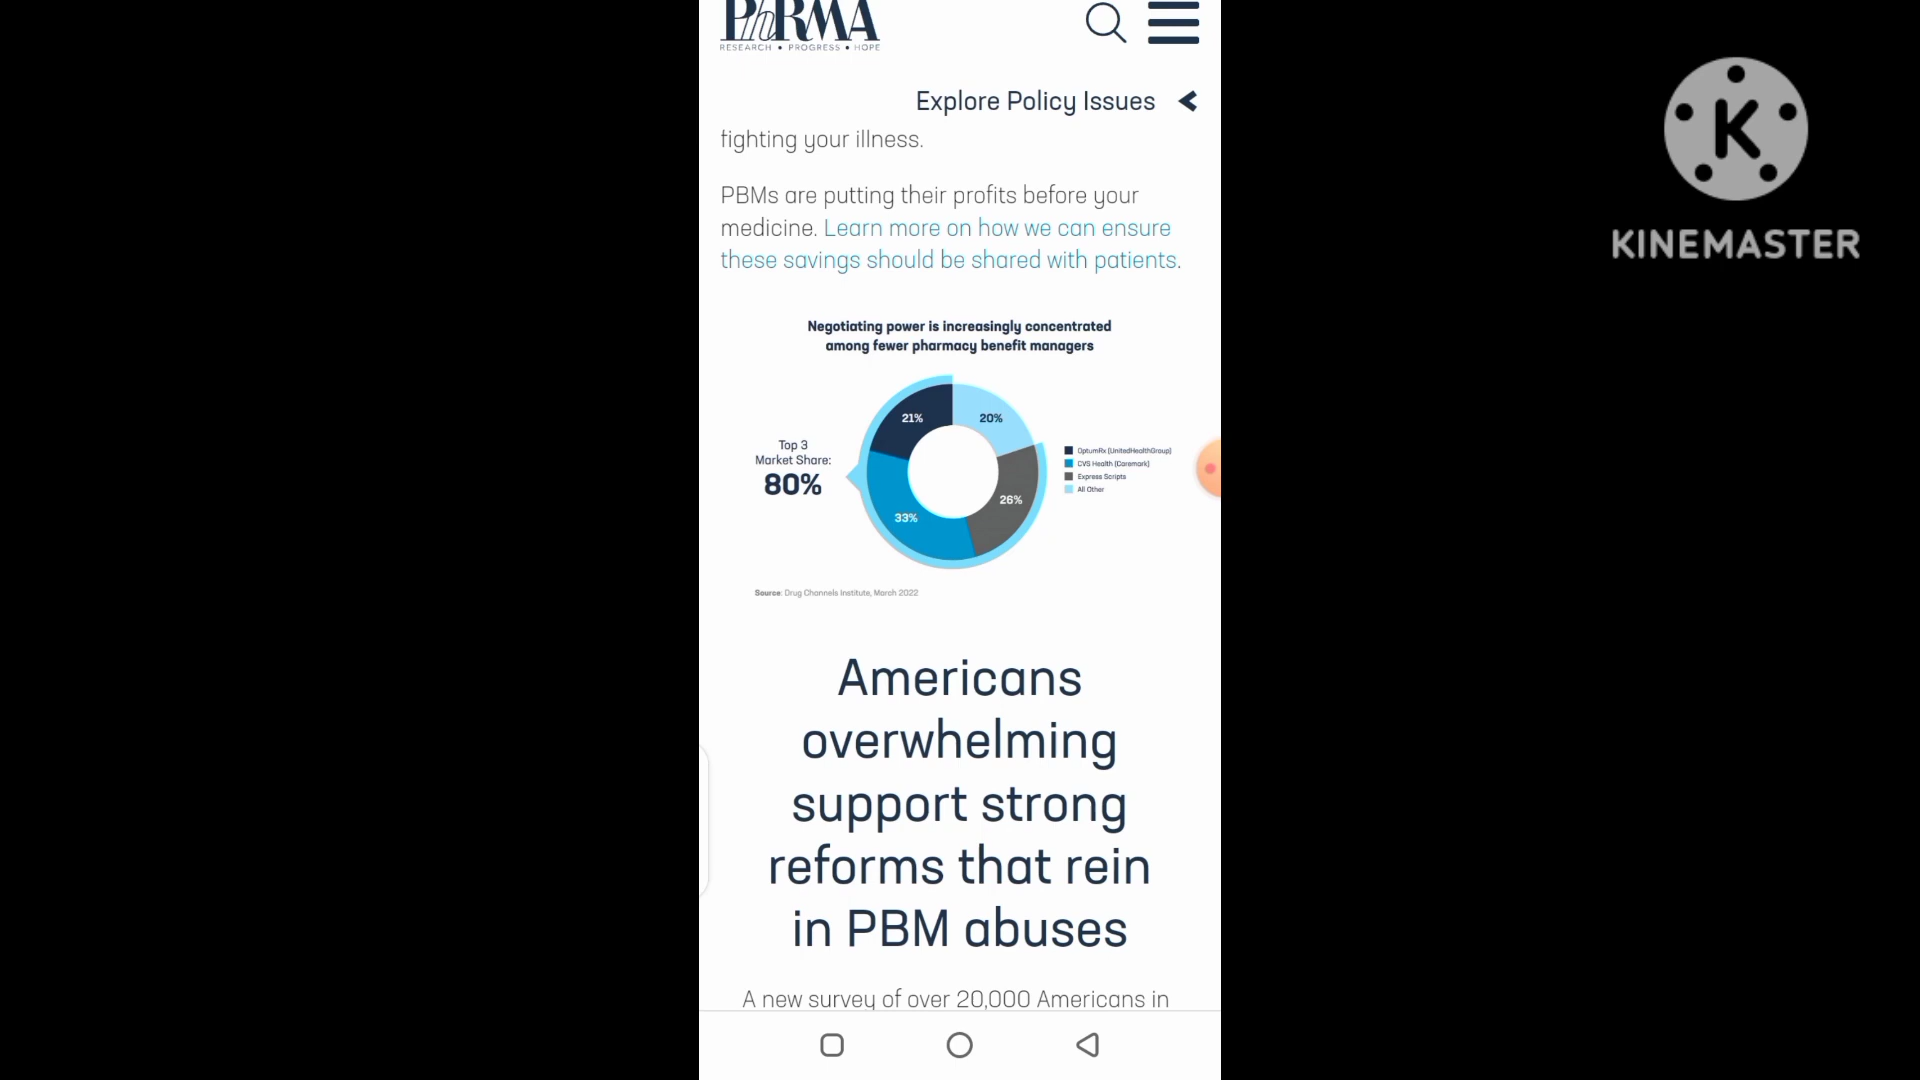 PhRMA
RESEARCH • PROGRESS • HOPE
Explore Policy Issues
fighting your illness.
PBMs are putting their profits before your
medicine. Learn more on how we can ensure
these savings should be shared with patients.
Negotiating power is increasingly concentrated
among fewer pharmacy benefit managers
Top 3
Market Share:
80%
21%
20%
33%
26%
OptumRx (UnitedHealthGroup)
CVS Health (Caremark)
Express Scripts
All Other
Source: Drug Channels Institute, March 2022
Americans
overwhelming
support strong
reforms that rein
in PBM abuses
A new survey of over 20,000 Americans in
K
KINEMASTER